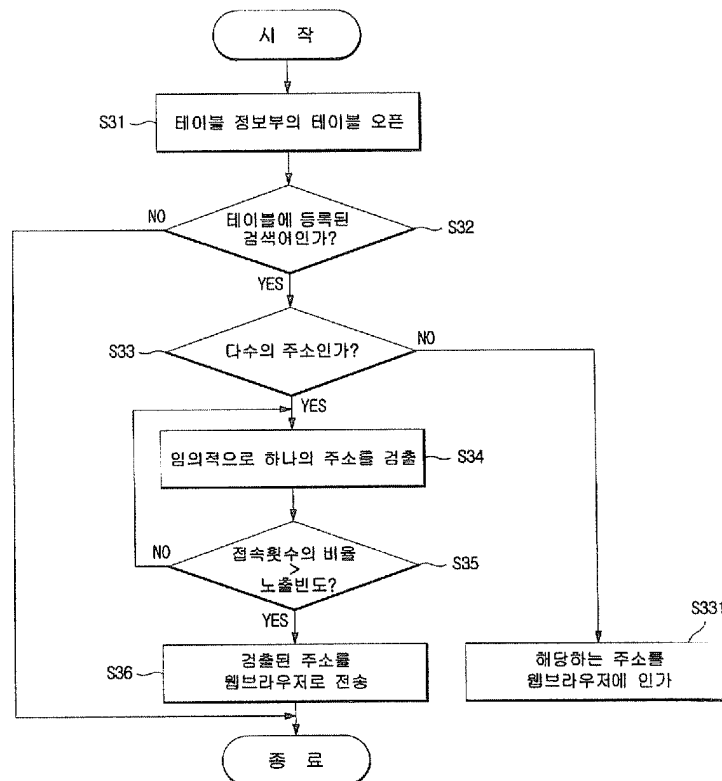 시 작
S31
테이블 정보부의 테이블 오픈
NO
테이블에 등록된
검색어인가?
S32
YES
S33
다수의 주소인가?
NO
YES
임의적으로 하나의 주소를 검출
S34
NO
접속횟수의 비율
>
노출빈도?
S35
YES
S331
S36
검출된 주소를
웹브라우저로 전송
해당하는 주소를
웹브라우저에 인가
종 료